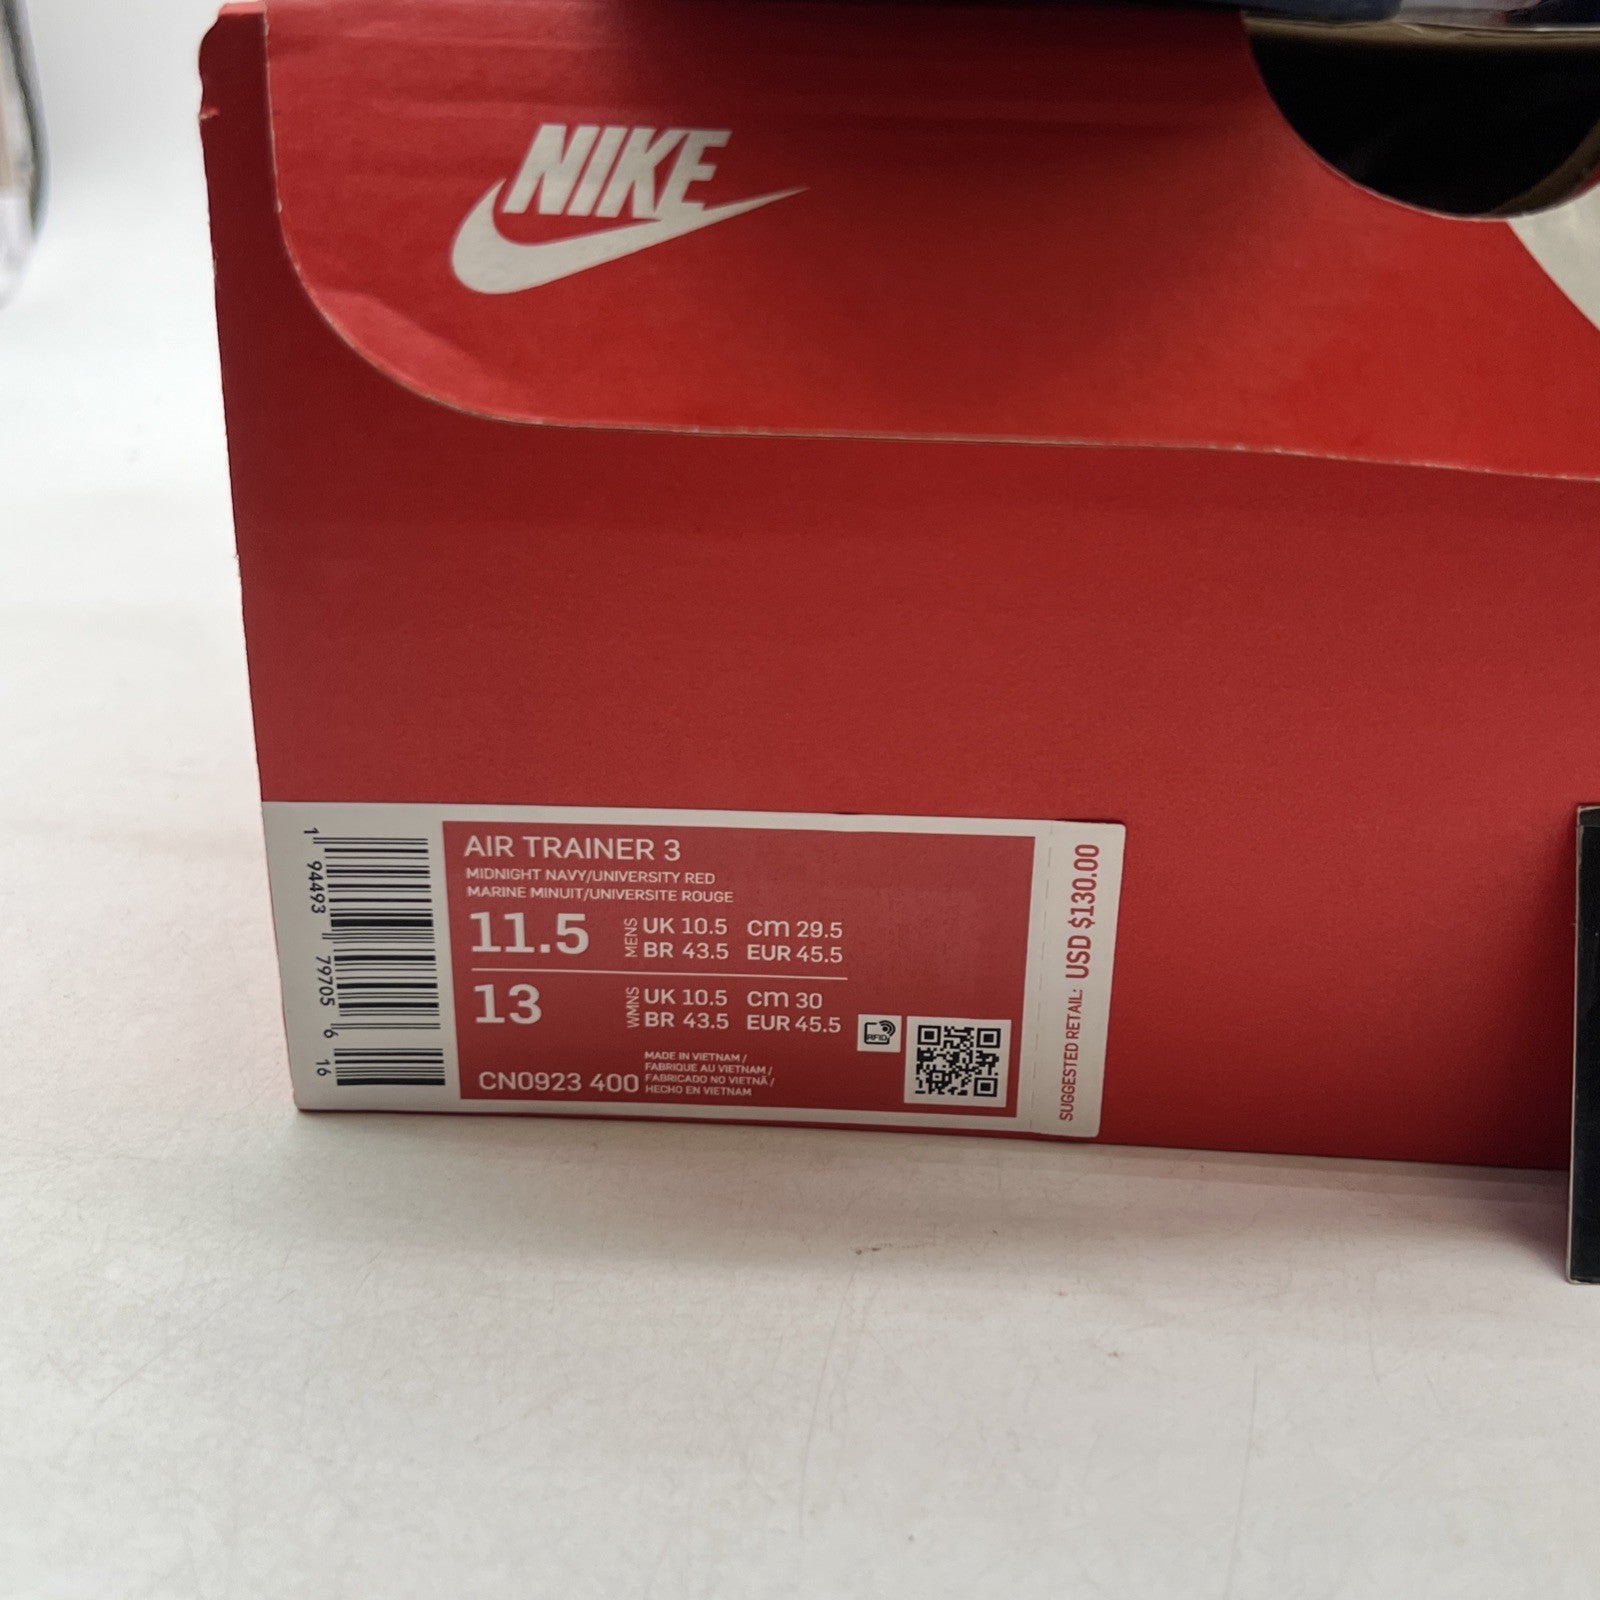 NIKE
AIR TRAINER 3
MIDNIGHT NAVY/UNIVERSITY RED
MARINE MINUIT/UNIVERSITE ROUGE
11.5 MENS UK 10.5 cm 29.5
BR 43.5 EUR 45.5
13 WMNS UK 10.5 cm 30
BR 43.5 EUR 45.5
RFID
MADE IN VIETNAM /
FABRIQUE AU VIETNAM /
CN0923 400 FABRICADO NO VIETNÃ /
HECHO EN VIETNAM
1 94493 79705 6 16
SUGGESTED RETAIL: USD $130.00